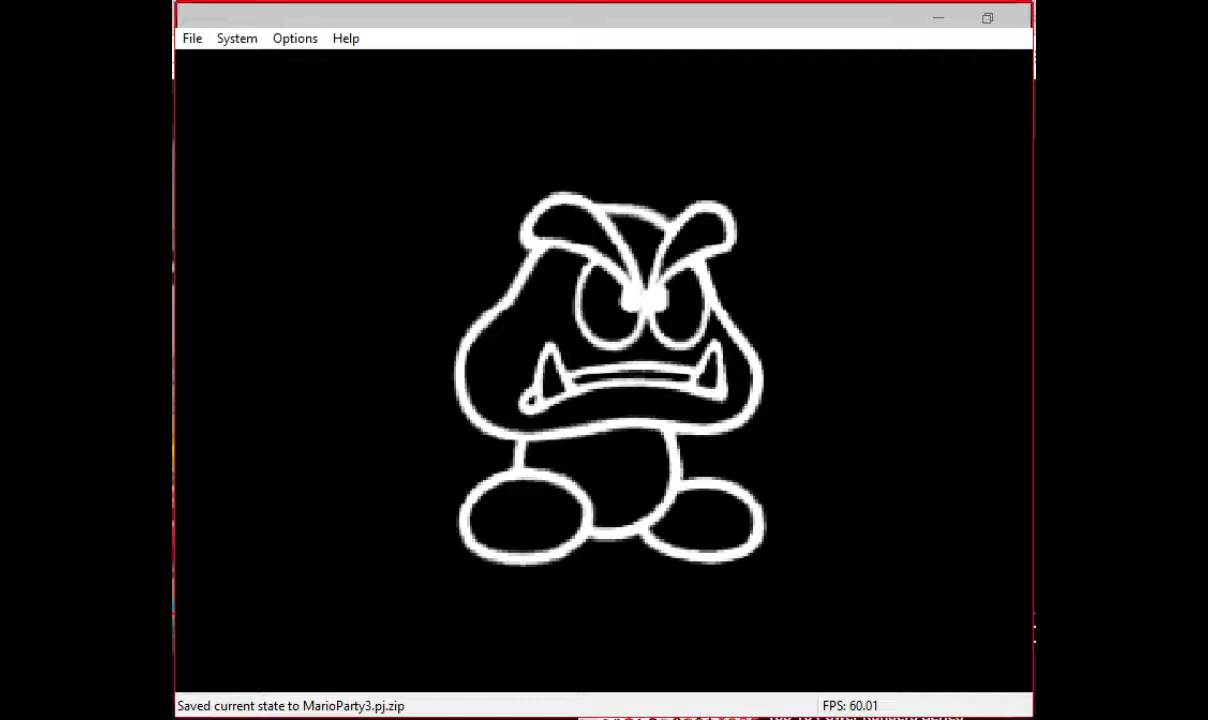 File System Options Help
Saved current state to MarioParty3.pj.zip FPS: 60.01